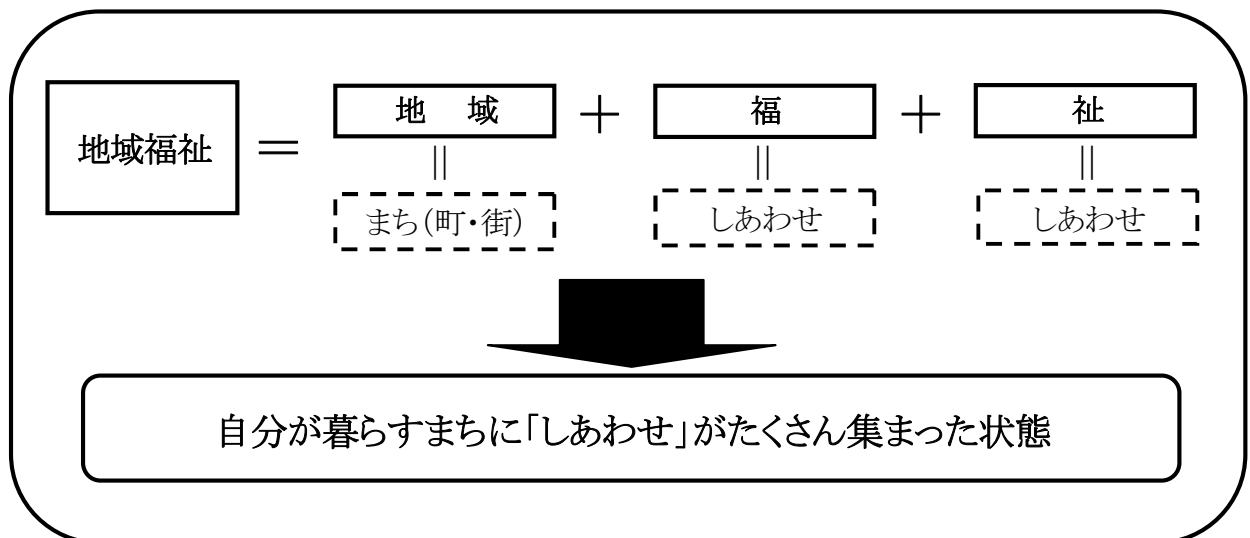 地域福祉 = 地 域 + 福 + 祉
|| || ||
まち(町・街) しあわせ しあわせ
自分が暮らすまちに「しあわせ」がたくさん集まった状態